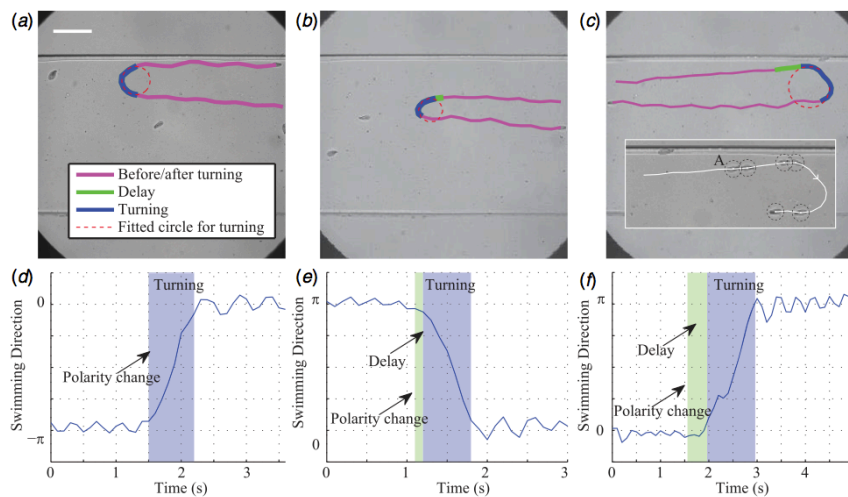 (a)
(b)
(c)
A
Before/after turning
Delay
Turning
Fitted circle for turning
(d)
(e)
(f)
Swimming Direction
0
−π
Turning
Polarity change
0 1 2 3
Time (s)
Swimming Direction
π
0
Turning
Delay
Polarity change
0 1 2 3
Time (s)
Swimming Direction
π
0
Turning
Delay
Polarity change
0 1 2 3 4
Time (s)